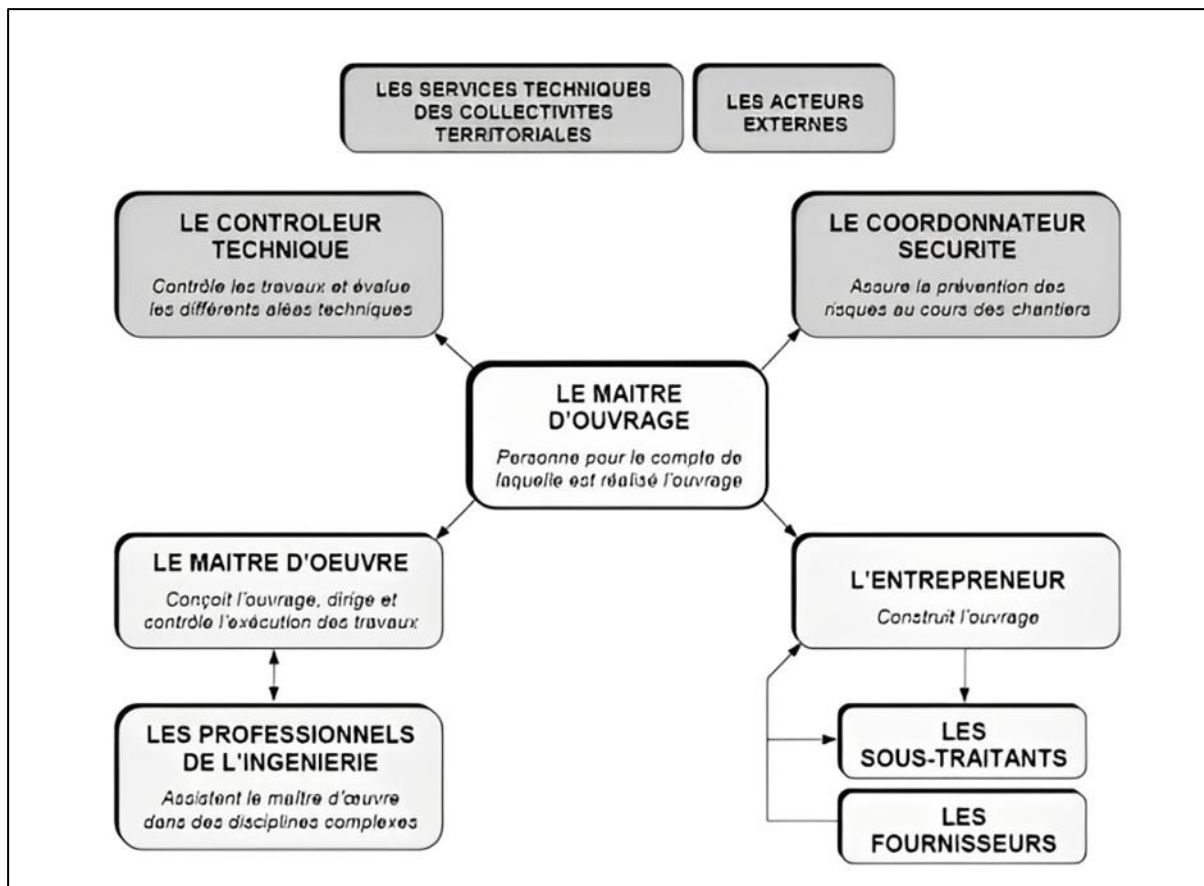 LES SERVICES TECHNIQUES
DES COLLECTIVITES
TERRITORIALES
LES ACTEURS
EXTERNES
LE CONTROLEUR
TECHNIQUE
Contrôle les travaux et évalue
les différents aléas techniques
LE COORDONNATEUR
SECURITE
Assure la prévention des
risques au cours des chantiers
LE MAITRE
D'OUVRAGE
Personne pour le compte de
laquelle est réalisé l'ouvrage
LE MAITRE D'OEUVRE
Conçoit l'ouvrage, dirige et
contrôle l'exécution des travaux
L'ENTREPRENEUR
Construit l'ouvrage
LES PROFESSIONNELS
DE L'INGENIERIE
Assistent le maître d'œuvre
dans des disciplines complexes
LES
SOUS-TRAITANTS
LES
FOURNISSEURS